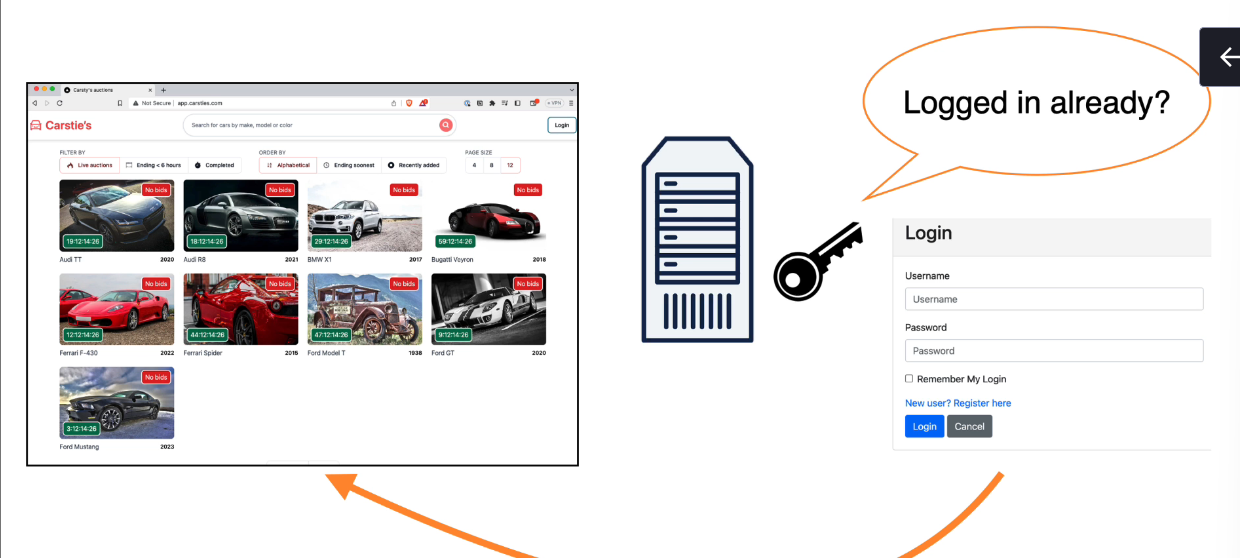 Carsty's auctions
Not Secure | app.carsties.com
VPN
Carstie's
Search for cars by make, model or color
Login
FILTER BY
Live auctions
Ending < 6 hours
Completed
ORDER BY
Alphabetical
Ending soonest
Recently added
PAGE SIZE
4 8 12
No bids
19:12:14:26
Audi TT 2020
No bids
18:12:14:26
Audi R8 2021
No bids
29:12:14:26
BMW X1 2017
No bids
59:12:14:26
Bugatti Veyron 2018
No bids
12:12:14:26
Ferrari F-430 2022
No bids
44:12:14:26
Ferrari Spider 2015
No bids
47:12:14:26
Ford Model T 1938
No bids
9:12:14:26
Ford GT 2020
No bids
3:12:14:26
Ford Mustang 2023
Logged in already?
Login
Username
Username
Password
Password
Remember My Login
New user? Register here
Login
Cancel